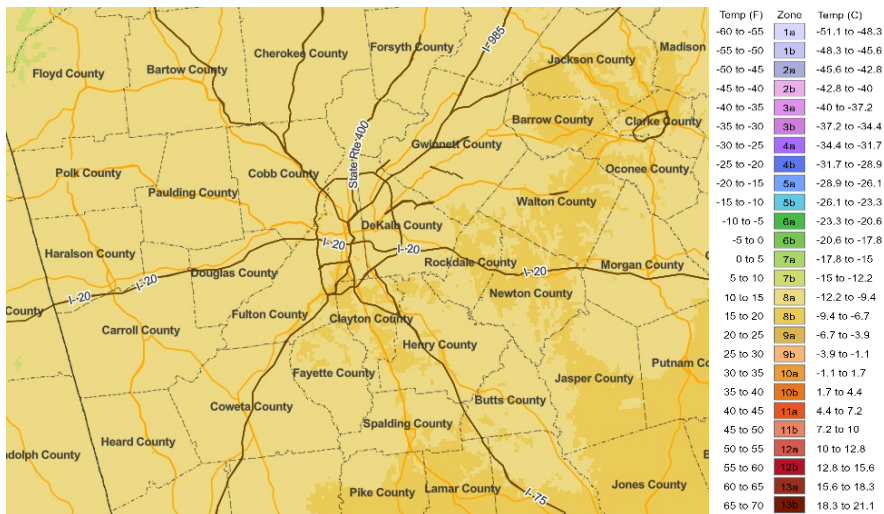 Cherokee County
Forsyth County
I-985
Madison
Floyd County
Bartow County
Jackson County
State Rte 400
Barrow County
Clarke County
Gwinnett County
Polk County
Cobb County
Oconee County
Paulding County
Walton County
DeKalb County
I-20
I-20
Haralson County
Rockdale County
Morgan County
I-20
Douglas County
I-20
I-20
Newton County
County
Fulton County
Clayton County
Carroll County
Henry County
Putnam Co
Fayette County
Jasper County
Coweta County
Butts County
Spalding County
Heard County
ndolph County
B
Pike County
Lamar County
I-75
Jones County
Temp (F) Zone Temp (C)
-60 to -55 1a -51.1 to -48.3
-55 to -50 1b -48.3 to -45.6
-50 to -45 2a -45.6 to -42.8
-45 to -40 2b -42.8 to -40
-40 to -35 3a -40 to -37.2
-35 to -30 3b -37.2 to -34.4
-30 to -25 4a -34.4 to -31.7
-25 to -20 4b -31.7 to -28.9
-20 to -15 5a -28.9 to -26.1
-15 to -10 5b -26.1 to -23.3
-10 to -5 6a -23.3 to -20.6
-5 to 0 6b -20.6 to -17.8
0 to 5 7a -17.8 to -15
5 to 10 7b -15 to -12.2
10 to 15 8a -12.2 to -9.4
15 to 20 8b -9.4 to -6.7
20 to 25 9a -6.7 to -3.9
25 to 30 9b -3.9 to -1.1
30 to 35 10a -1.1 to 1.7
35 to 40 10b 1.7 to 4.4
40 to 45 11a 4.4 to 7.2
45 to 50 11b 7.2 to 10
50 to 55 12a 10 to 12.8
55 to 60 12b 12.8 to 15.6
60 to 65 13a 15.6 to 18.3
65 to 70 13b 18.3 to 21.1